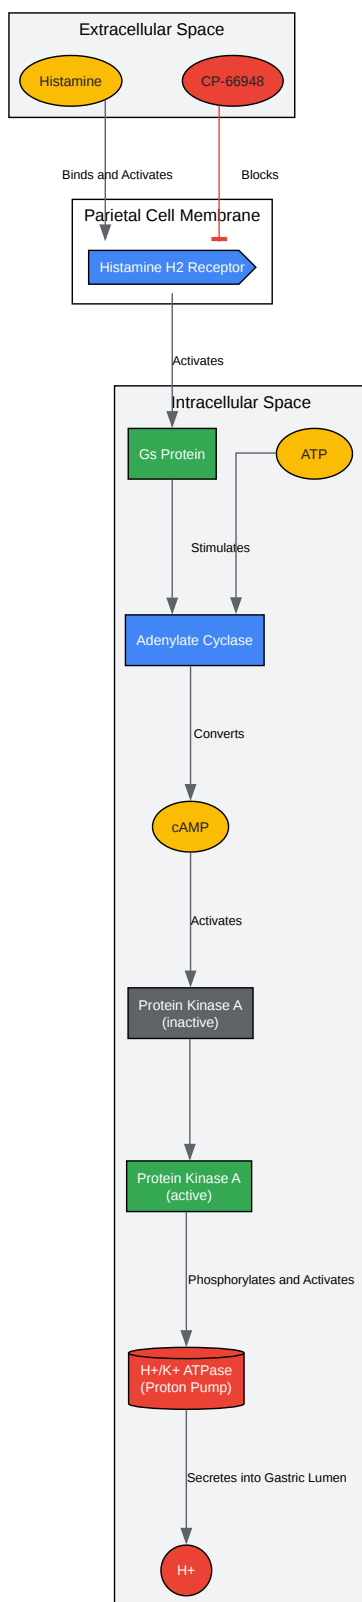 Extracellular Space
Histamine
CP-66948
Binds and Activates
Blocks
Parietal Cell Membrane
Histamine H2 Receptor
Activates
Intracellular Space
Gs Protein
ATP
Stimulates
Adenylate Cyclase
Converts
cAMP
Activates
Protein Kinase A
(inactive)
Protein Kinase A
(active)
Phosphorylates and Activates
H+/K+ ATPase
(Proton Pump)
Secretes into Gastric Lumen
H+